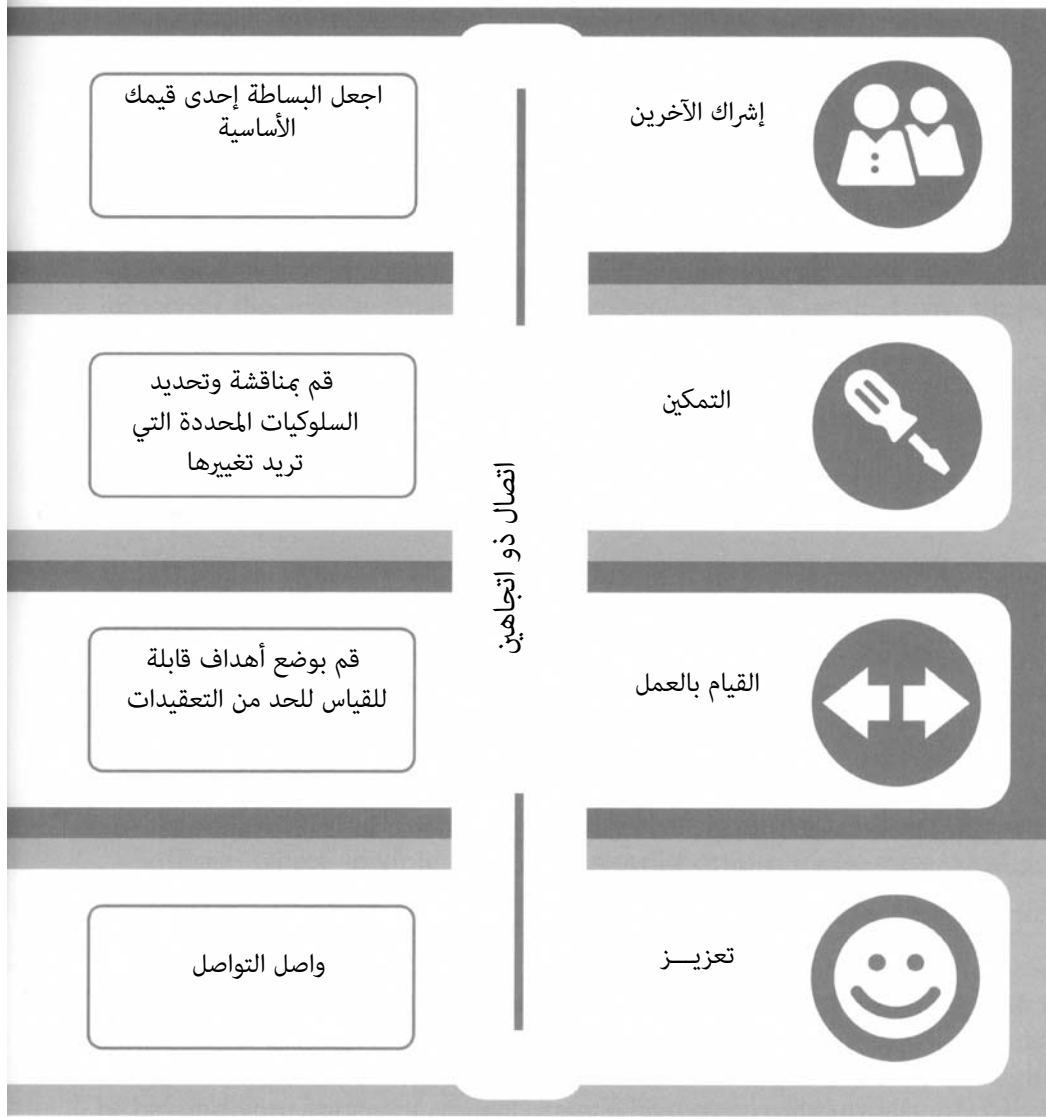 إشراك الآخرين
اجعل البساطة إحدى قيمك
الأساسية
التمكين
قم بمناقشة وتحديد
السلوكيات المحددة التي
تريد تغييرها
اتصال ذو اتجاهين
القيام بالعمل
قم بوضع أهداف قابلة
للقياس للحد من التعقيدات
تعزيـــز
واصل التواصل